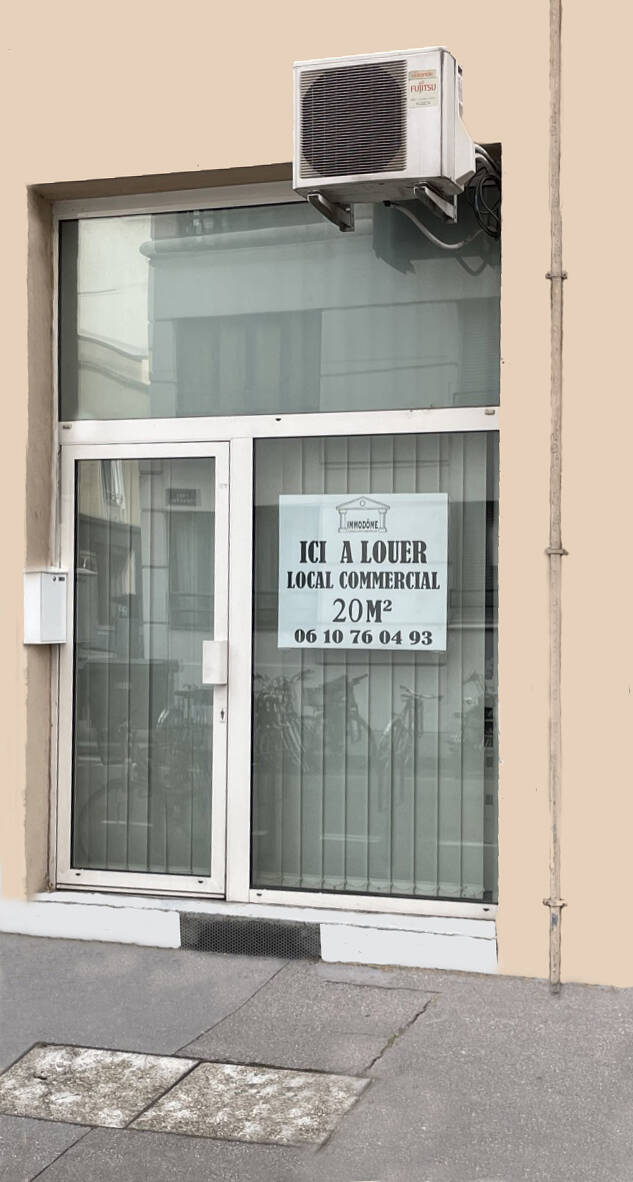 FUJITSU
IMMODÔME
ICI A LOUER
LOCAL COMMERCIAL
20M²
06 10 76 04 93